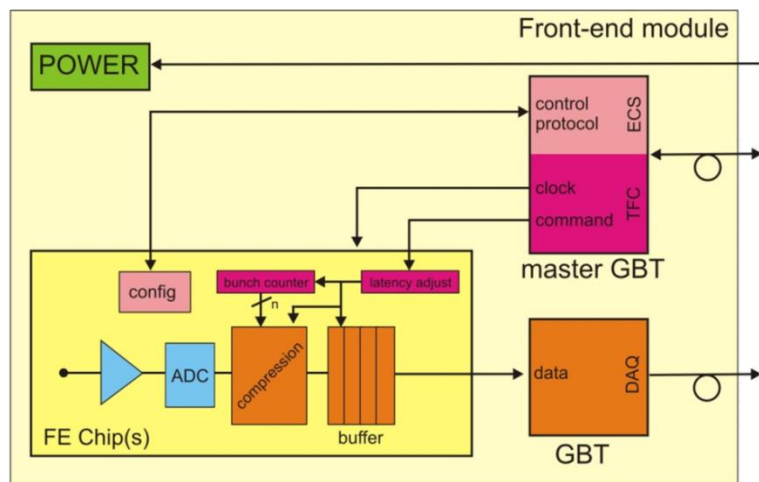 Front-end module
POWER
control
protocol
ECS
clock
command
TFC
master GBT
config
bunch counter
latency adjust
n
ADC
compression
buffer
FE Chip(s)
data
DAQ
GBT